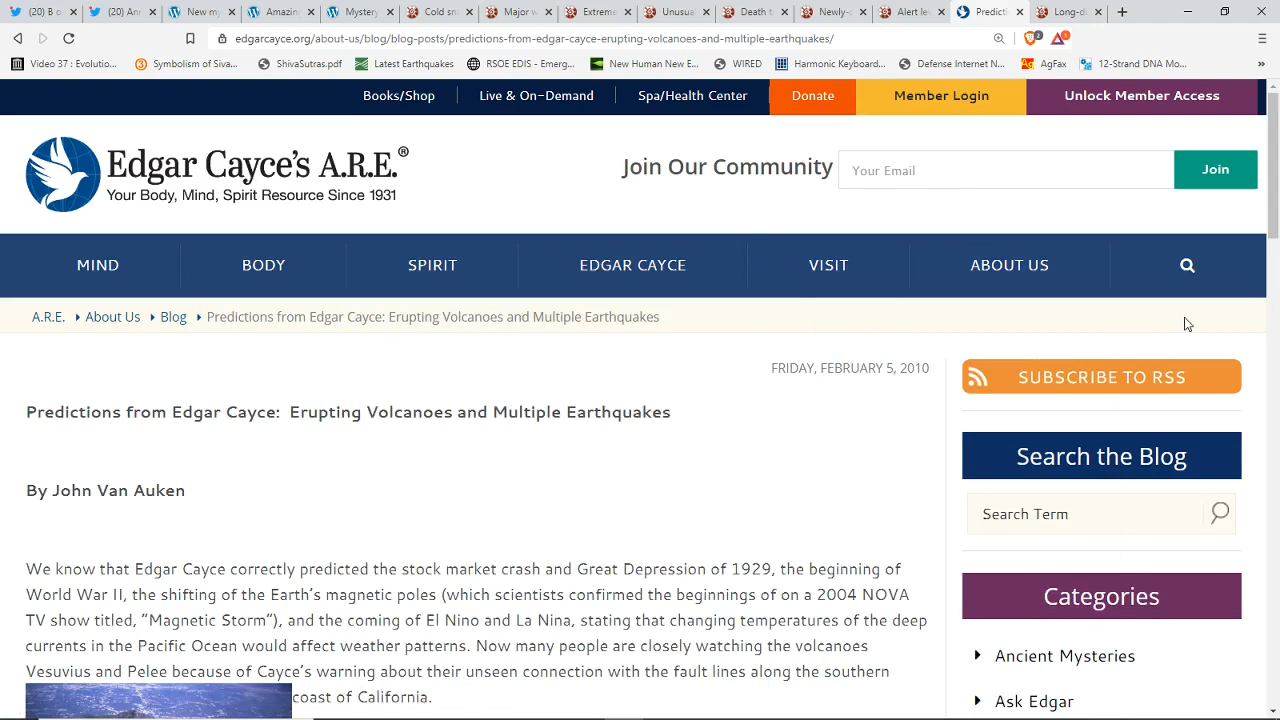 (2) B c
(2) Ann
New my
Amazing
Mystery
Cold sn
Major w
Extreme
Unusua
Death t
Newly-
Alert lev
Predicti
Long-di
edgarcayce.org/about-us/blog/blog-posts/predictions-from-edgar-cayce-erupting-volcanoes-and-multiple-earthquakes/
2
1
Video 37 : Evolutio...
Symbolism of Siva...
ShivaSutras.pdf
Latest Earthquakes
RSOE EDIS - Emerg...
New Human New E...
WIRED
Harmonic Keyboard...
Defense Internet N...
Ag AgFax
12-Strand DNA Mo...
»
Books/Shop
Live & On-Demand
Spa/Health Center
Donate
Member Login
Unlock Member Access
Edgar Cayce's A.R.E.®
Your Body, Mind, Spirit Resource Since 1931
Join Our Community
Your Email
Join
MIND
BODY
SPIRIT
EDGAR CAYCE
VISIT
ABOUT US
A.R.E. About Us Blog Predictions from Edgar Cayce: Erupting Volcanoes and Multiple Earthquakes
FRIDAY, FEBRUARY 5, 2010
Predictions from Edgar Cayce: Erupting Volcanoes and Multiple Earthquakes
By John Van Auken
We know that Edgar Cayce correctly predicted the stock market crash and Great Depression of 1929, the beginning of
World War II, the shifting of the Earth's magnetic poles (which scientists confirmed the beginnings of on a 2004 NOVA
TV show titled, "Magnetic Storm"), and the coming of El Nino and La Nina, stating that changing temperatures of the deep
currents in the Pacific Ocean would affect weather patterns. Now many people are closely watching the volcanoes
Vesuvius and Pelee because of Cayce's warning about their unseen connection with the fault lines along the southern
coast of California.
SUBSCRIBE TO RSS
Search the Blog
Search Term
Categories
Ancient Mysteries
Ask Edgar